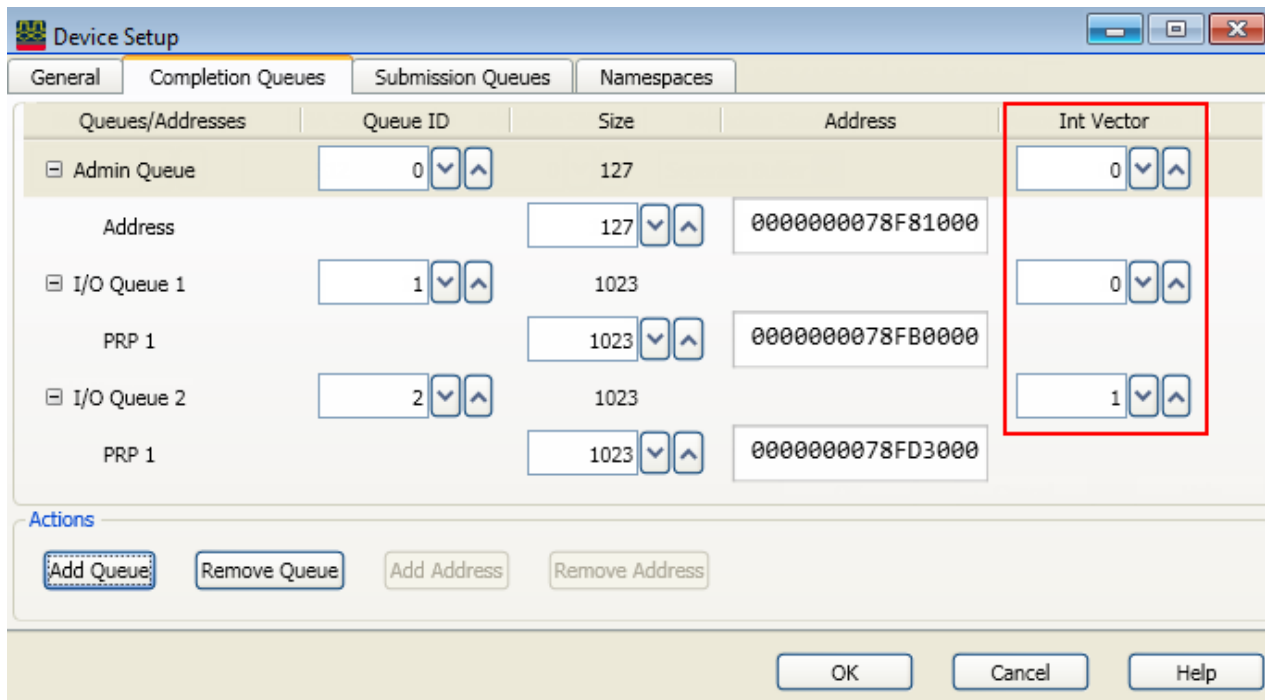 Device Setup
General Completion Queues Submission Queues Namespaces
Queues/Addresses Queue ID Size Address Int Vector
Admin Queue 0 127 0
Address 127 0000000078F81000
I/O Queue 1 1 1023 0
PRP 1 1023 0000000078FB0000
I/O Queue 2 2 1023 1
PRP 1 1023 0000000078FD3000
Actions
Add Queue Remove Queue Add Address Remove Address
OK Cancel Help